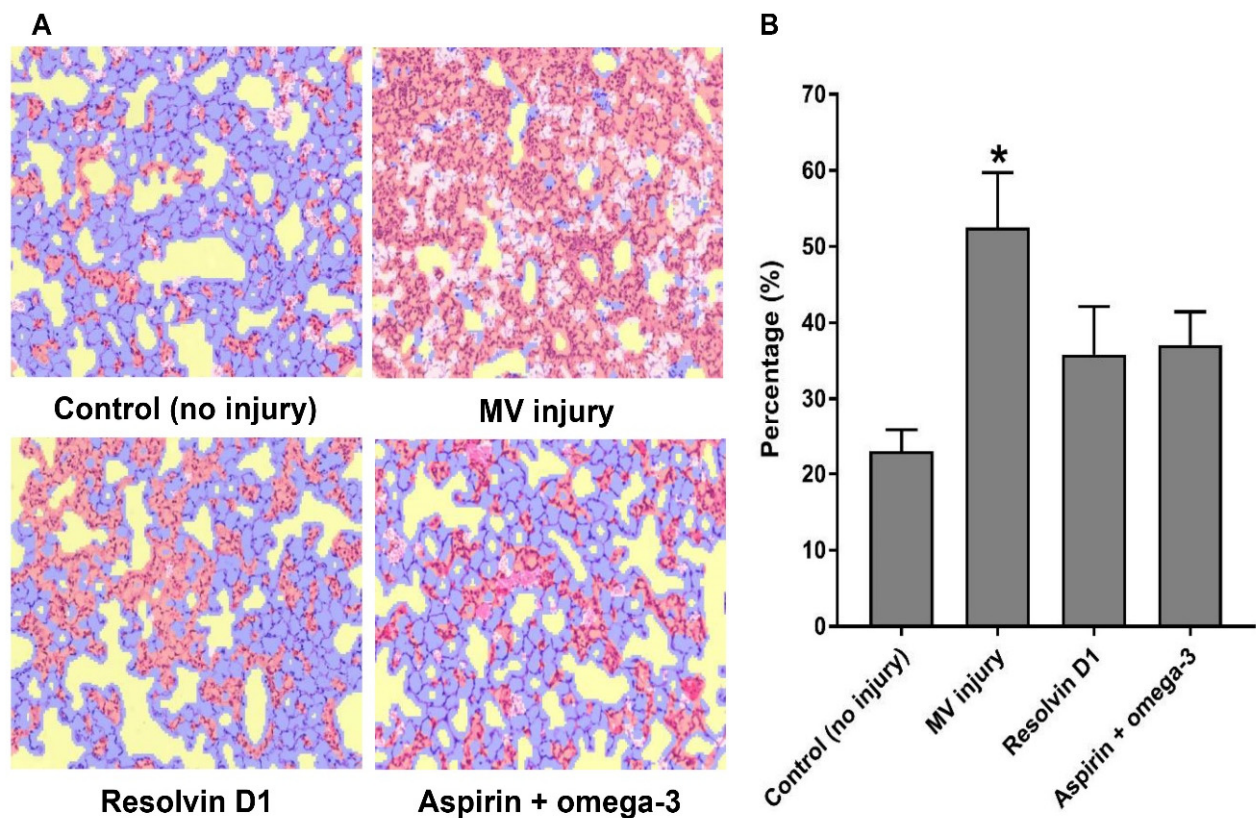 A
B
Control (no injury)
MV injury
Resolvin D1
Aspirin + omega-3
Percentage (%)
80
70
60
50
40
30
20
10
0
*
Control (no injury)
MV injury
Resolvin D1
Aspirin + omega-3